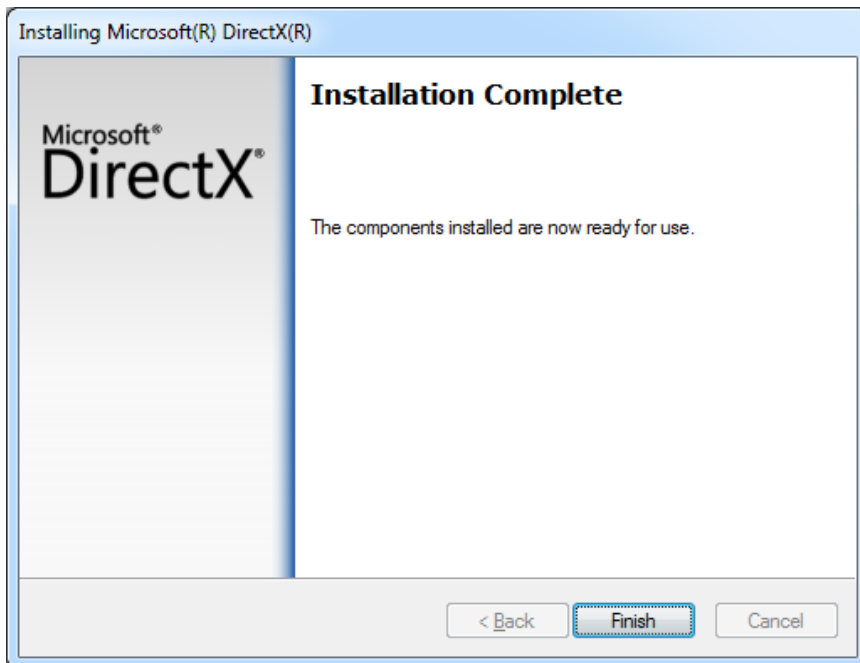 Installing Microsoft(R) DirectX(R)
Installation Complete
Microsoft®
DirectX®
The components installed are now ready for use.
< Back
Finish
Cancel